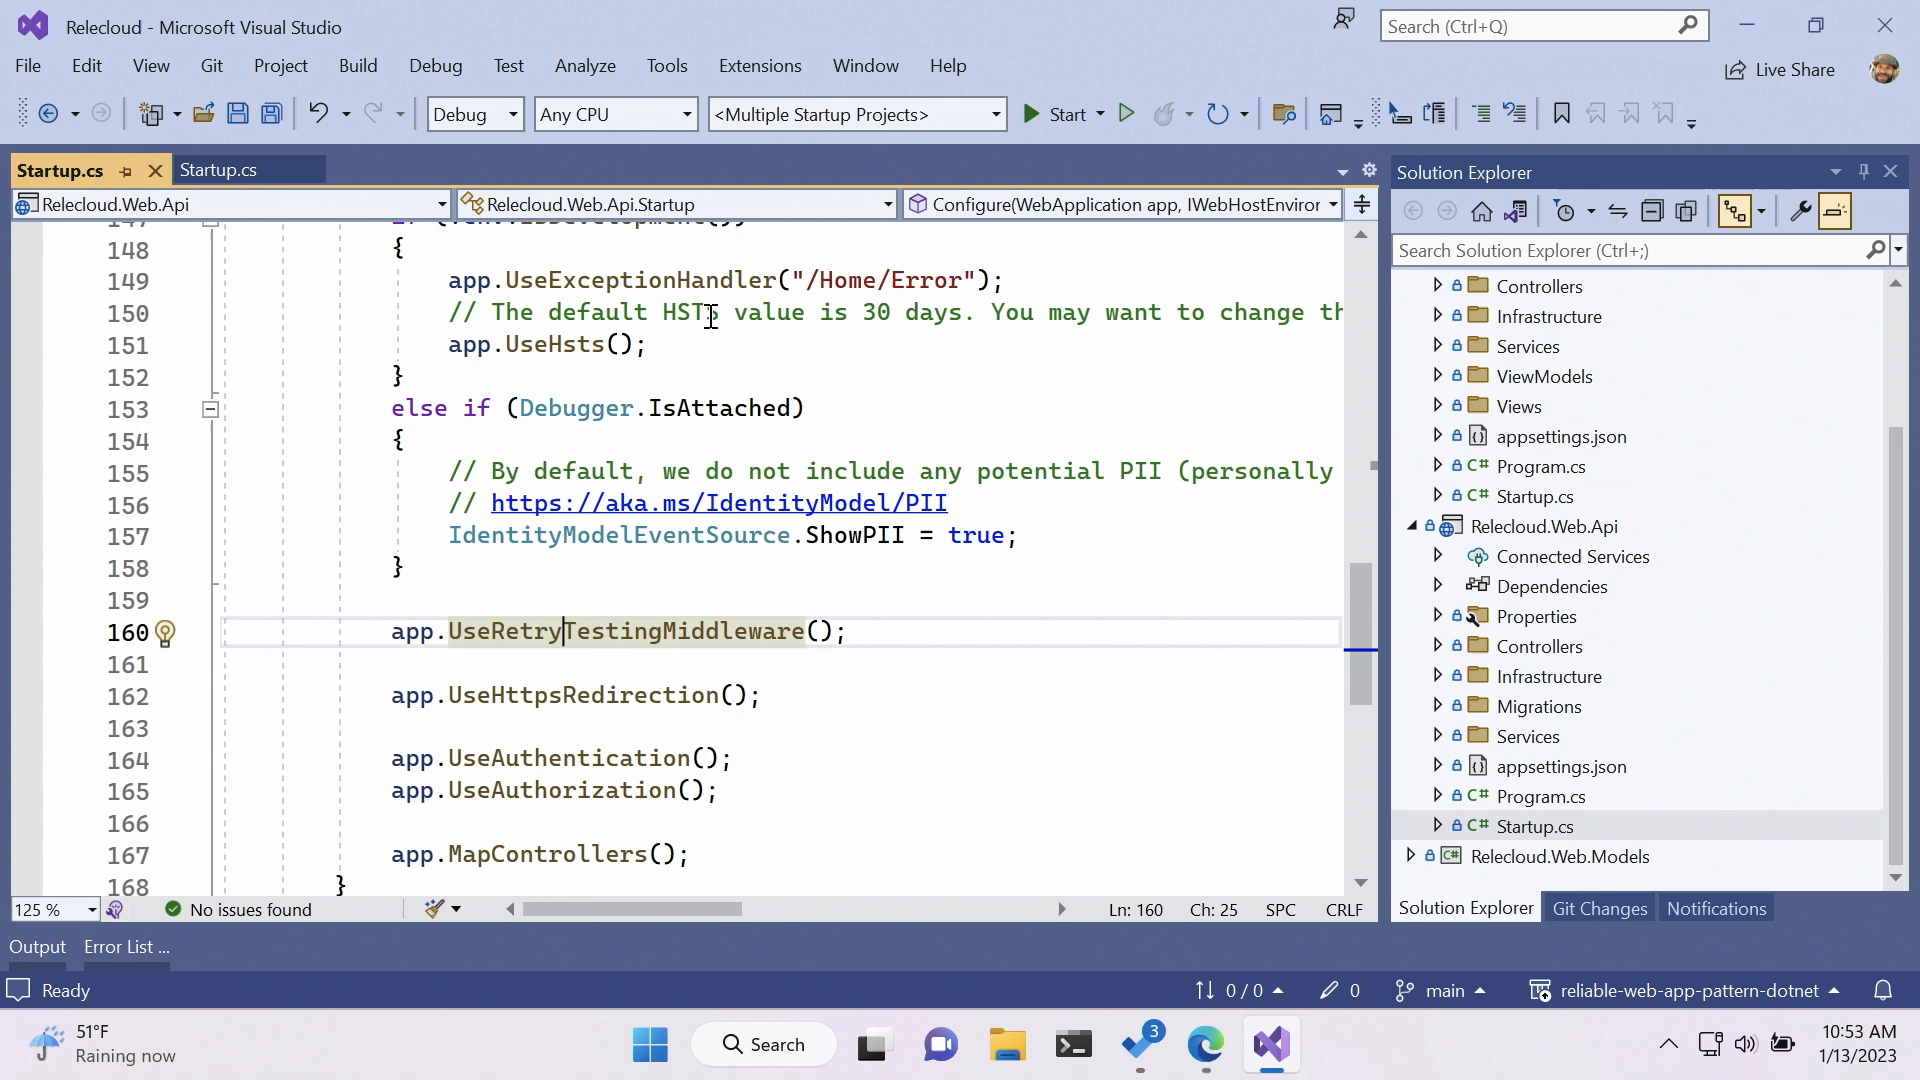 Relecloud - Microsoft Visual Studio
Search (Ctrl+Q)
File Edit View Git Project Build Debug Test Analyze Tools Extensions Window Help
Live Share
Debug Any CPU <Multiple Startup Projects> Start
Startup.cs Startup.cs
Relecloud.Web.Api Relecloud.Web.Api.Startup Configure(WebApplication app, IWebHostEnviror
148 {
149 app.UseExceptionHandler("/Home/Error");
150 // The default HSTS value is 30 days. You may want to change th
151 app.UseHsts();
152 }
153 else if (Debugger.IsAttached)
154 {
155 // By default, we do not include any potential PII (personally
156 // https://aka.ms/IdentityModel/PII
157 IdentityModelEventSource.ShowPII = true;
158 }
159
160 app.UseRetryTestingMiddleware();
161
162 app.UseHttpsRedirection();
163
164 app.UseAuthentication();
165 app.UseAuthorization();
166
167 app.MapControllers();
168 }
125 % No issues found Ln: 160 Ch: 25 SPC CRLF
Solution Explorer
Search Solution Explorer (Ctrl+;)
Controllers
Infrastructure
Services
ViewModels
Views
appsettings.json
C# Program.cs
C# Startup.cs
Relecloud.Web.Api
Connected Services
Dependencies
Properties
Controllers
Infrastructure
Migrations
Services
appsettings.json
C# Program.cs
C# Startup.cs
C# Relecloud.Web.Models
Solution Explorer Git Changes Notifications
Output Error List ...
Ready 0 / 0 0 main reliable-web-app-pattern-dotnet
51°F
Raining now
Search
3
10:53 AM
1/13/2023